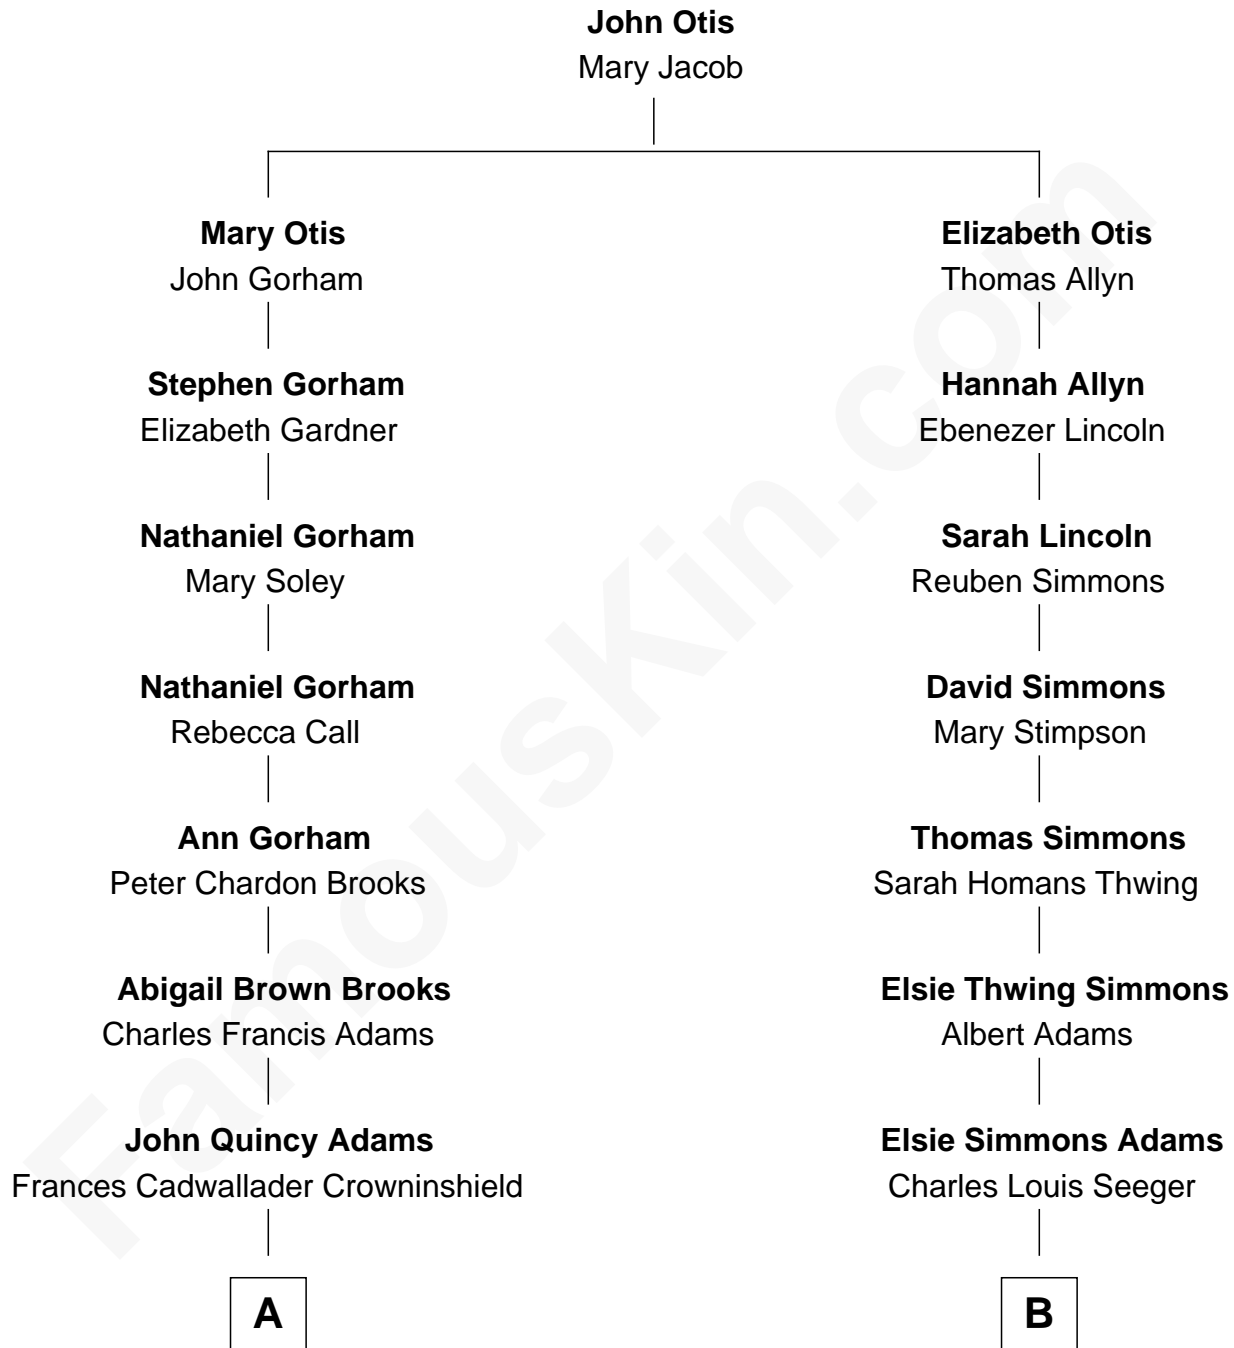 John Otis
Mary Jacob
Mary Otis
John Gorham
Elizabeth Otis
Thomas Allyn
Stephen Gorham
Elizabeth Gardner
Hannah Allyn
Ebenezer Lincoln
Nathaniel Gorham
Mary Soley
Sarah Lincoln
Reuben Simmons
Nathaniel Gorham
Rebecca Call
David Simmons
Mary Stimpson
Ann Gorham
Peter Chardon Brooks
Thomas Simmons
Sarah Homans Thwing
Abigail Brown Brooks
Charles Francis Adams
Elsie Thwing Simmons
Albert Adams
John Quincy Adams
Frances Cadwallader Crowninshield
Elsie Simmons Adams
Charles Louis Seeger
A
B
FamousKin.com